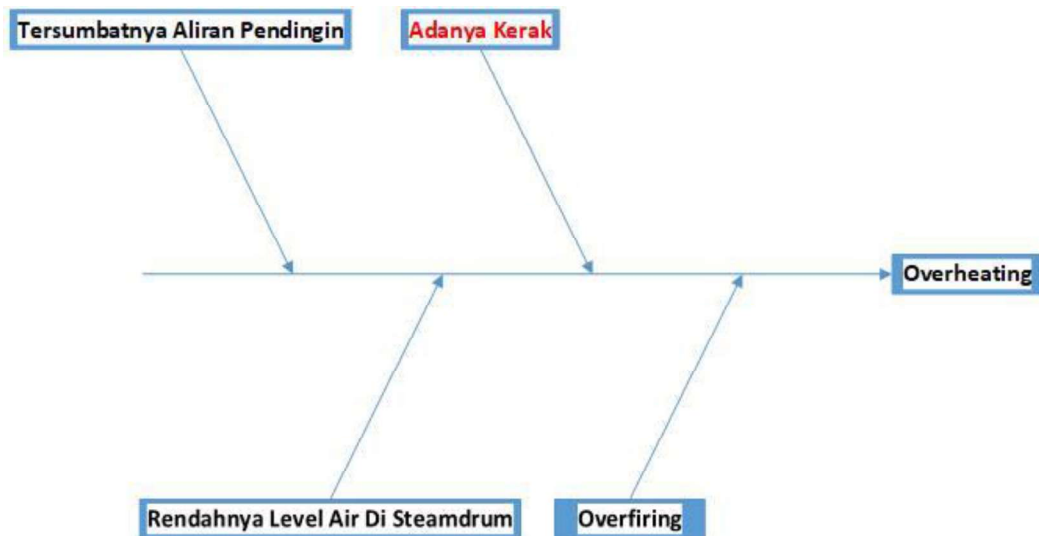 Tersumbatnya Aliran Pendingin
Adanya Kerak
Overheating
Rendahnya Level Air Di Steamdrum
Overfiring